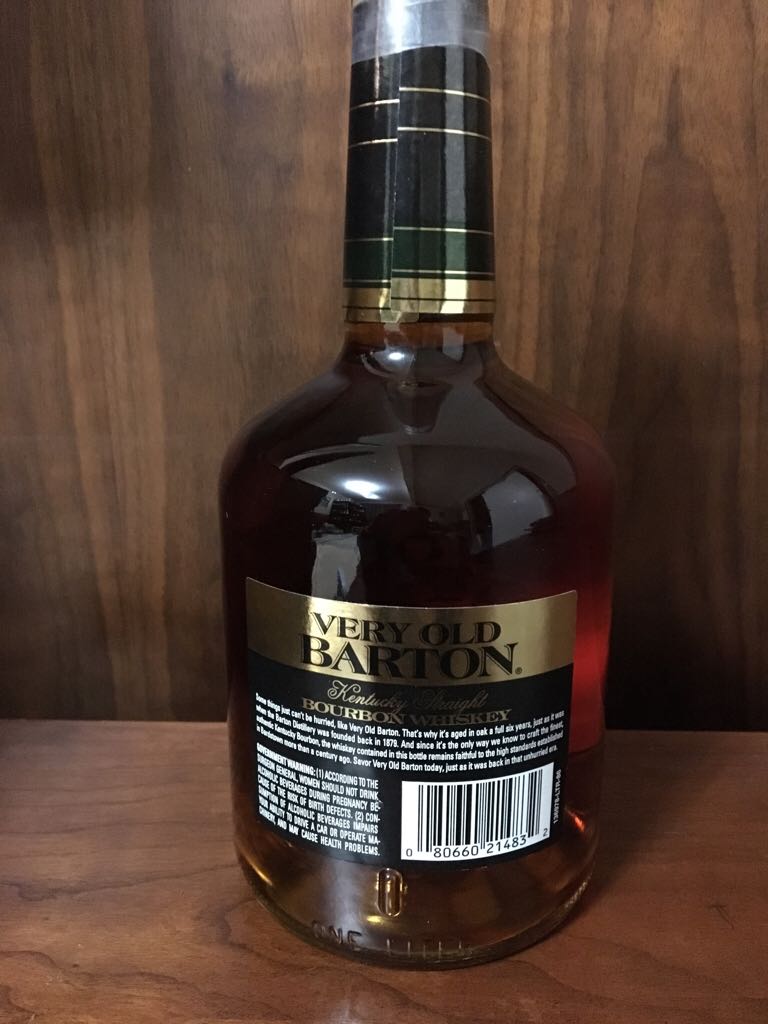 VERY OLD
BARTON®
Kentucky Straight
BOURBON WHISKEY
Some things just can't be hurried, like Very Old Barton. That's why it's aged in oak a full six years, just as it was
when the Barton Distillery was founded back in 1879. And since it's the only way we know to craft the finest,
authentic Kentucky Bourbon, the whiskey contained in this bottle remains faithful to the high standards established
in Bardstown more than a century ago. Savor Very Old Barton today, just as it was back in that unhurried era.
GOVERNMENT WARNING: (1) ACCORDING TO THE
SURGEON GENERAL, WOMEN SHOULD NOT DRINK
ALCOHOLIC BEVERAGES DURING PREGNANCY BE-
CAUSE OF THE RISK OF BIRTH DEFECTS. (2) CON-
SUMPTION OF ALCOHOLIC BEVERAGES IMPAIRS
YOUR ABILITY TO DRIVE A CAR OR OPERATE MA-
CHINERY AND MAY CAUSE HEALTH PROBLEMS.
0 80660 21483 2
ONE LITER